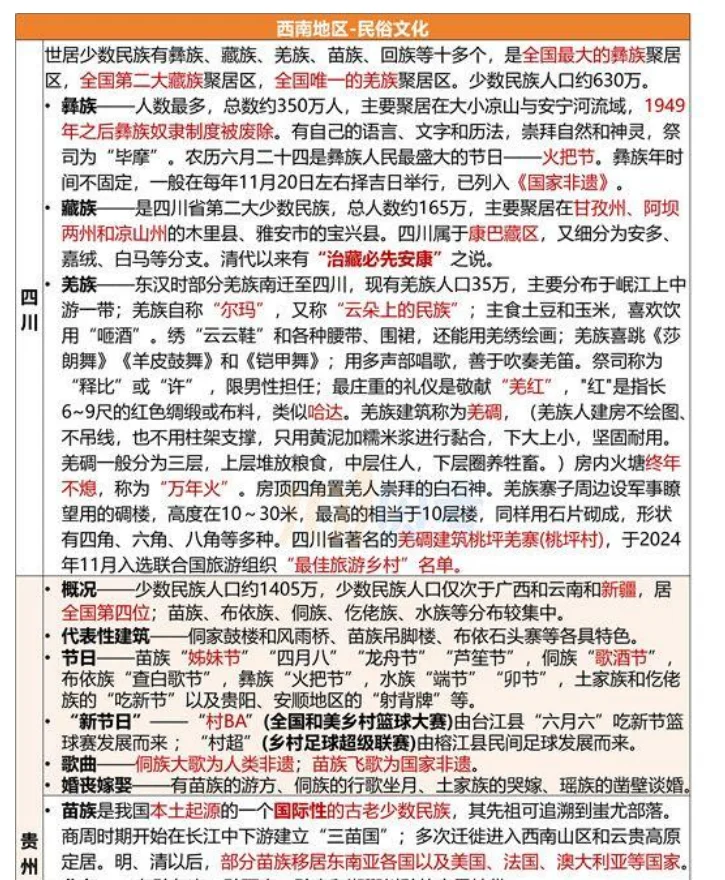 西南地区-民俗文化
世居少数民族有彝族、藏族、羌族、苗族、回族等十多个，是全国最大的彝族聚居
区，全国第二大藏族聚居区，全国唯一的羌族聚居区。少数民族人口约630万。
• 彝族——人数最多，总数约350万人，主要聚居在大小凉山与安宁河流域，1949
年之后彝族奴隶制度被废除。有自己的语言、文字和历法，崇拜自然和神灵，祭
司为“毕摩”。农历六月二十四是彝族人民最盛大的节日——火把节。彝族年时
间不固定，一般在每年11月20日左右择吉日举行，已列入《国家非遗》。
• 藏族——是四川省第二大少数民族，总人数约165万，主要聚居在甘孜州、阿坝
两州和凉山州的木里县、雅安市的宝兴县。四川属于康巴藏区，又细分为安多、
嘉绒、白马等分支。清代以来有“治藏必先安康”之说。
• 羌族——东汉时部分羌族南迁至四川，现有羌族人口35万，主要分布于岷江上中
游一带；羌族自称“尔玛”，又称“云朵上的民族”；主食土豆和玉米，喜欢饮
用“咂酒”。绣“云云鞋”和各种腰带、围裙，还能用羌绣绘画；羌族喜跳《莎
朗舞》《羊皮鼓舞》和《铠甲舞》；用多声部唱歌，善于吹奏羌笛。祭司称为
“释比”或“许”，限男性担任；最庄重的礼仪是敬献“羌红”，"红"是指长
6~9尺的红色绸缎或布料，类似哈达。羌族建筑称为羌碉，（羌族人建房不绘图、
不吊线，也不用柱架支撑，只用黄泥加糯米浆进行黏合，下大上小，坚固耐用。
羌碉一般分为三层，上层堆放粮食，中层住人，下层圈养牲畜。）房内火塘终年
不熄，称为“万年火”。房顶四角置羌人崇拜的白石神。羌族寨子周边设军事瞭
望用的碉楼，高度在10～30米，最高的相当于10层楼，同样用石片砌成，形状
有四角、六角、八角等多种。四川省著名的羌碉建筑桃坪羌寨(桃坪村)，于2024
年11月入选联合国旅游组织“最佳旅游乡村”名单。
四
川
• 概况——少数民族人口约1405万，少数民族人口仅次于广西和云南和新疆，居
全国第四位；苗族、布依族、侗族、仡佬族、水族等分布较集中。
• 代表性建筑——侗家鼓楼和风雨桥、苗族吊脚楼、布依石头寨等各具特色。
• 节日——苗族“姊妹节”“四月八”“龙舟节”“芦笙节”，侗族“歌酒节”，
布依族“查白歌节”，彝族“火把节”，水族“端节”“卯节”，土家族和仡佬
族的“吃新节”以及贵阳、安顺地区的“射背牌”等。
• “新节日”——“村BA”(全国和美乡村篮球大赛)由台江县“六月六”吃新节篮
球赛发展而来；“村超”(乡村足球超级联赛)由榕江县民间足球发展而来。
• 歌曲——侗族大歌为人类非遗；苗族飞歌为国家非遗。
• 婚丧嫁娶——有苗族的游方、侗族的行歌坐月、土家族的哭嫁、瑶族的凿壁谈婚。
• 苗族是我国本土起源的一个国际性的古老少数民族，其先祖可追溯到蚩尤部落。
商周时期开始在长江中下游建立“三苗国”；多次迁徙进入西南山区和云贵高原
定居。明、清以后，部分苗族移居东南亚各国以及美国、法国、澳大利亚等国家。
贵
州